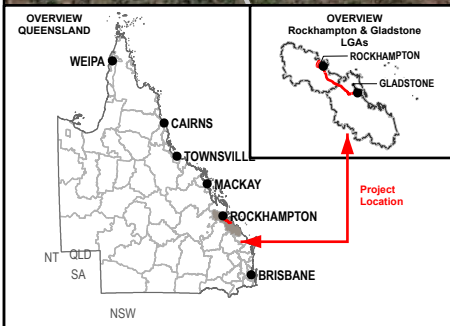 OVERVIEW
QUEENSLAND
WEIPA
CAIRNS
TOWNSVILLE
MACKAY
ROCKHAMPTON
BRISBANE
NT QLD
SA
NSW
OVERVIEW
Rockhampton & Gladstone
LGAs
ROCKHAMPTON
GLADSTONE
Project
Location